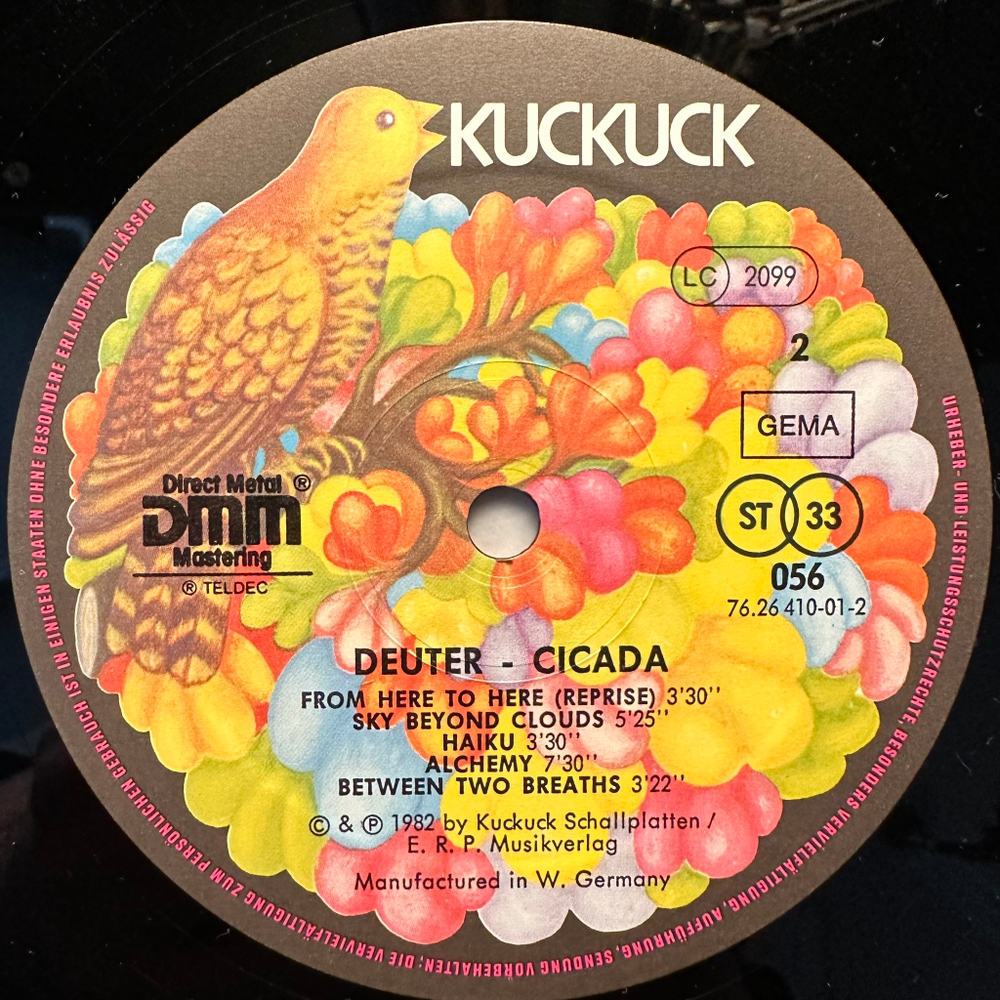 KUCKUCK
LC 2099
2
GEMA
ST 33
056
76.26 410-01-2
Direct Metal ®
DMM
Mastering
® TELDEC
DEUTER - CICADA
FROM HERE TO HERE (REPRISE) 3'30''
SKY BEYOND CLOUDS 5'25''
HAIKU 3'30''
ALCHEMY 7'30''
BETWEEN TWO BREATHS 3'22''
© & ℗ 1982 by Kuckuck Schallplatten /
E. R. P. Musikverlag
Manufactured in W. Germany
URHEBER- UND LEISTUNGSSCHUTZRECHTE, BESONDERS VERVIELFÄLTIGUNG, AUFFÜHRUNG, SENDUNG VORBEHALTEN; DIE VERVIELFÄLTIGUNG ZUM PERSÖNLICHEN GEBRAUCH IST IN EINIGEN STAATEN OHNE BESONDERE ERLAUBNIS ZULÄSSIG